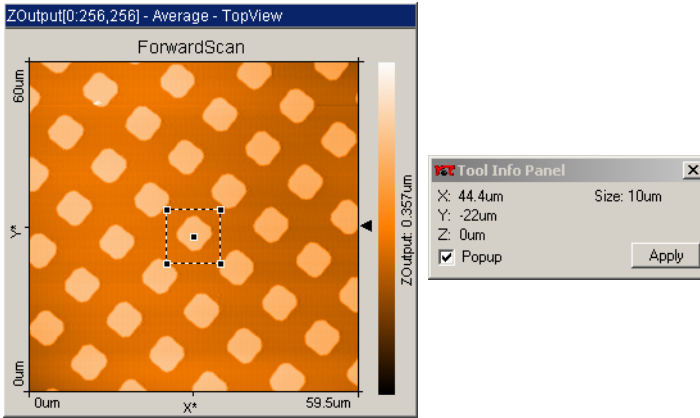 ZOutput[0:256,256] - Average - TopView
ForwardScan
60um
Y*
0um
0um
X*
59.5um
ZOutput: 0.357um
Tool Info Panel
X: 44.4um
Size: 10um
Y: -22um
Z: 0um
Popup
Apply